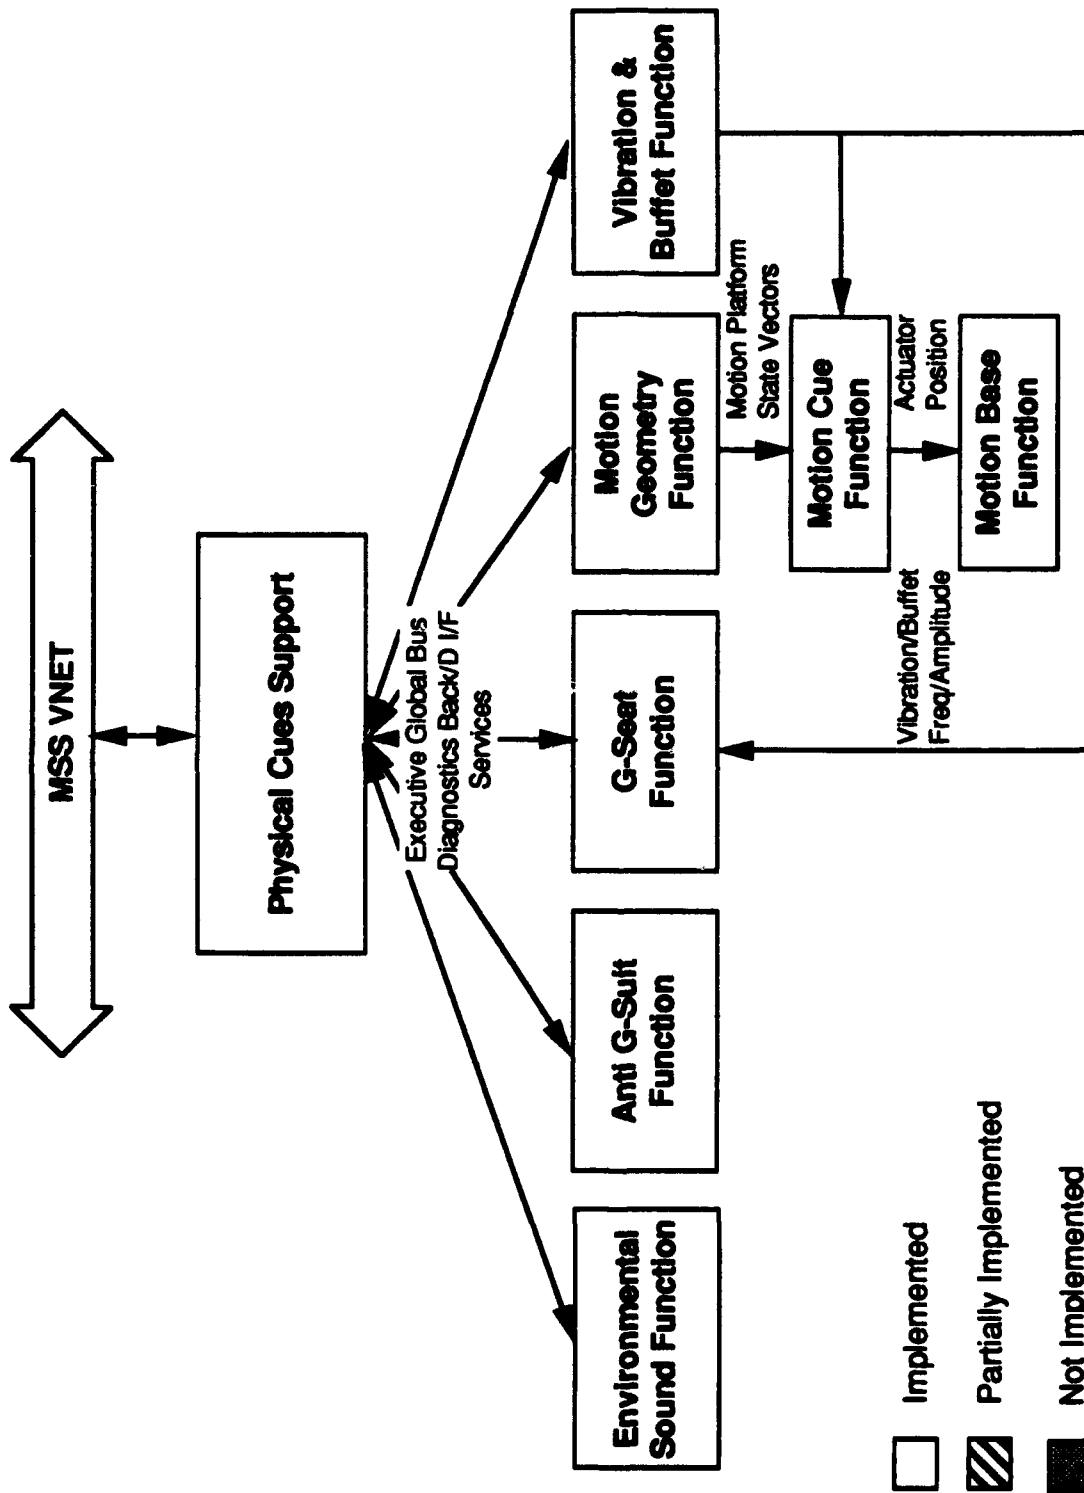 MSS VNET
Physical Cues Support
Executive Global Bus
Diagnostics Back/D I/F
Services
Environmental
Sound Function
Anti G-Suit
Function
G-Seat
Function
Motion
Geometry
Function
Vibration &
Buffet Function
Motion Platform
State Vectors
Motion Cue
Function
Vibration/Buffet
Freq/Amplitude
Actuator
Position
Motion Base
Function
Implemented
Partially Implemented
Not Implemented